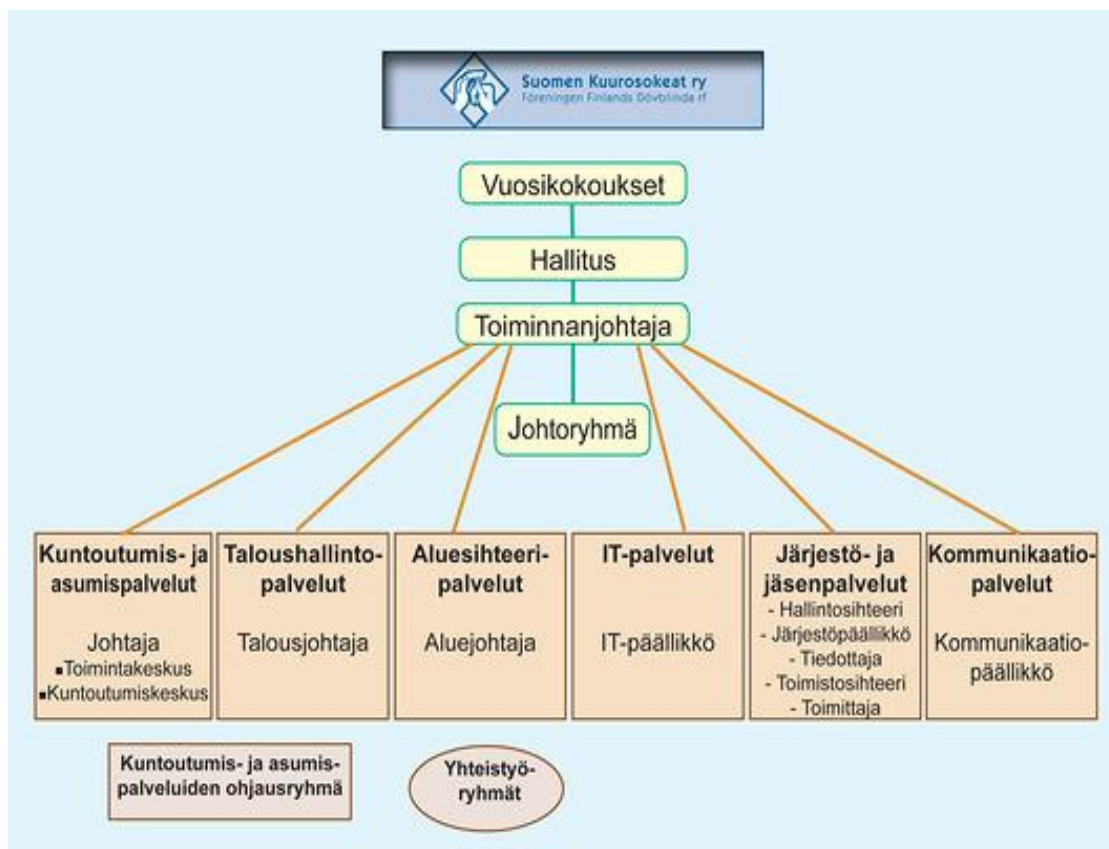 Suomen Kuurosokeat ry
Föreningen Finlands Dövblinda rf
Vuosikokoukset
Hallitus
Toiminnanjohtaja
Johtoryhmä
Kuntoutumis- ja
asumispalvelut
Johtaja
▪Toimintakeskus
▪Kuntoutumiskeskus
Taloushallinto-
palvelut
Talousjohtaja
Aluesihteeri-
palvelut
Aluejohtaja
IT-palvelut
IT-päällikkö
Järjestö- ja
jäsenpalvelut
- Hallintosihteeri
- Järjestöpäällikkö
- Tiedottaja
- Toimistosihteeri
- Toimittaja
Kommunikaatio-
palvelut
Kommunikaatio-
päällikkö
Kuntoutumis- ja asumis-
palveluiden ohjausryhmä
Yhteistyö-
ryhmät